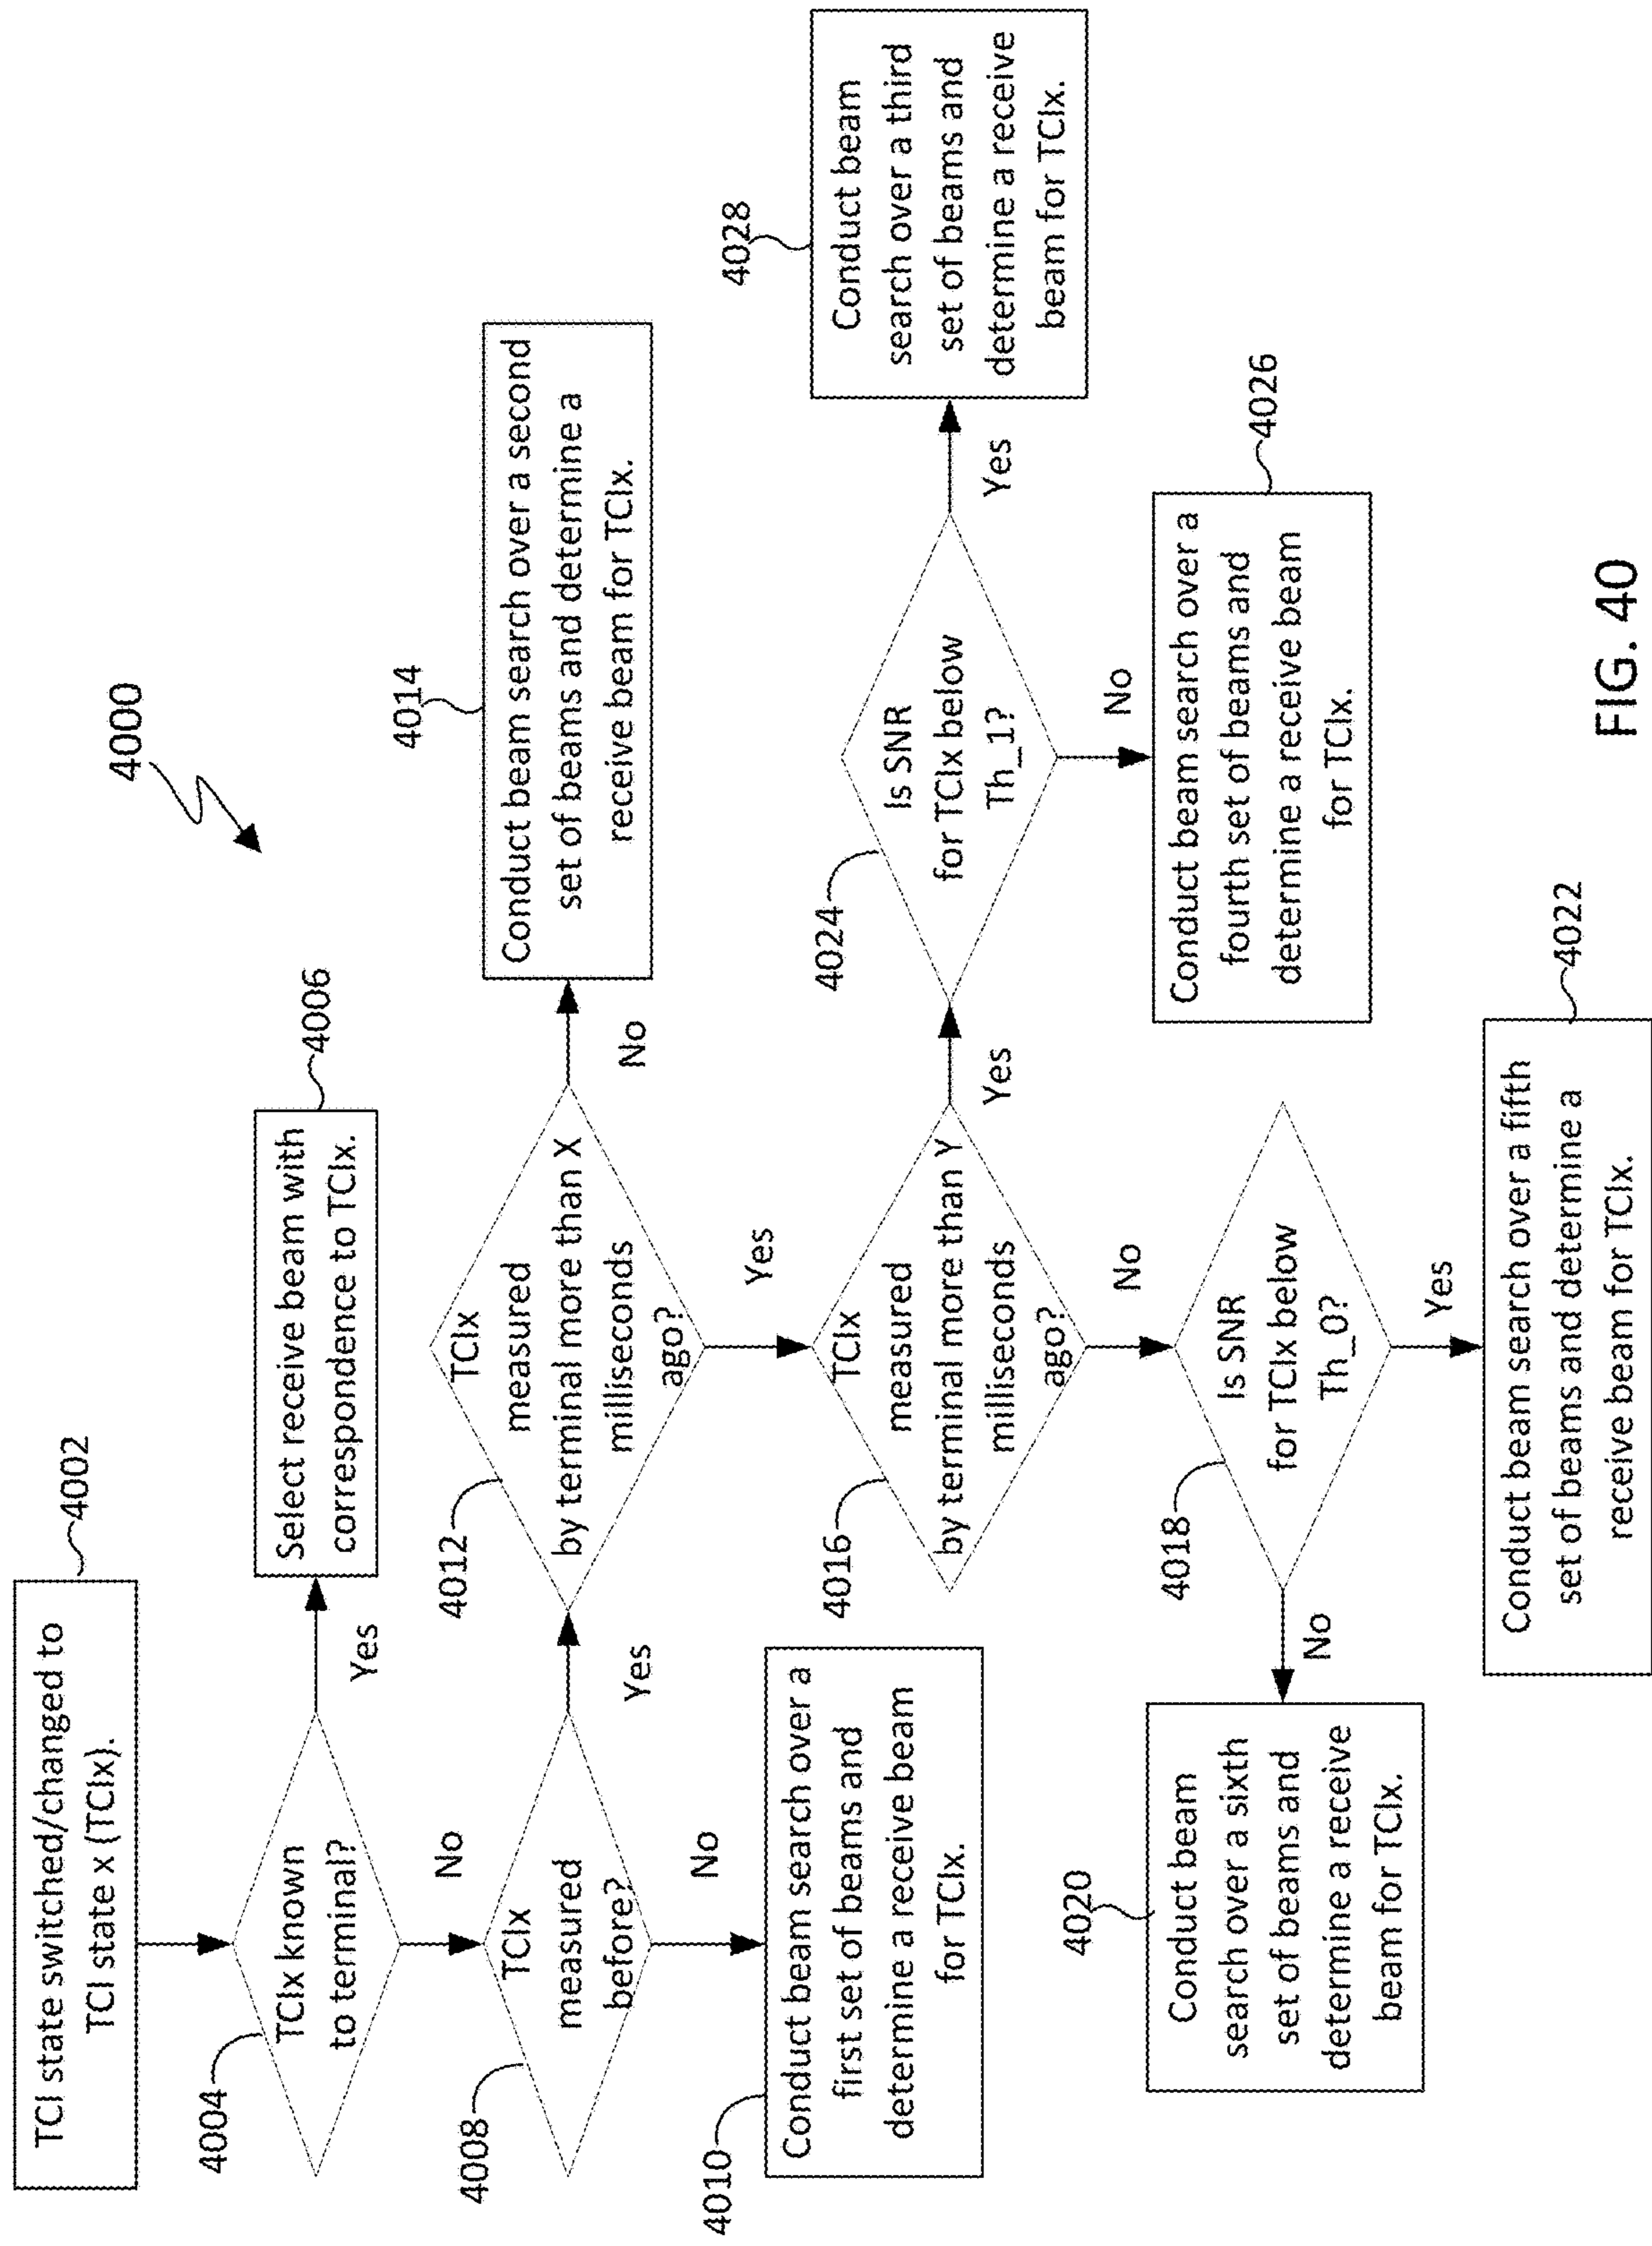 4000
TCI state switched/changed to
TCI state x (TCIx).
4002
TCIx known
to terminal?
4004
Yes
Select receive beam with
correspondence to TCIx.
4006
No
TCIx
measured
before?
4008
No
Conduct beam search over a
first set of beams and
determine a receive beam
for TCIx.
4010
Yes
TCIx
measured
by terminal more than X
milliseconds
ago?
4012
No
Conduct beam search over a second
set of beams and determine a
receive beam for TCIx.
4014
Yes
TCIx
measured
by terminal more than Y
milliseconds
ago?
4016
No
Is SNR
for TCIx below
Th_0?
4018
No
Conduct beam
search over a sixth
set of beams and
determine a receive
beam for TCIx.
4020
Yes
Conduct beam search over a fifth
set of beams and determine a
receive beam for TCIx.
4022
Yes
Is SNR
for TCIx below
Th_1?
4024
No
Conduct beam search over a
fourth set of beams and
determine a receive beam
for TCIx.
4026
Yes
Conduct beam
search over a third
set of beams and
determine a receive
beam for TCIx.
4028
FIG. 40